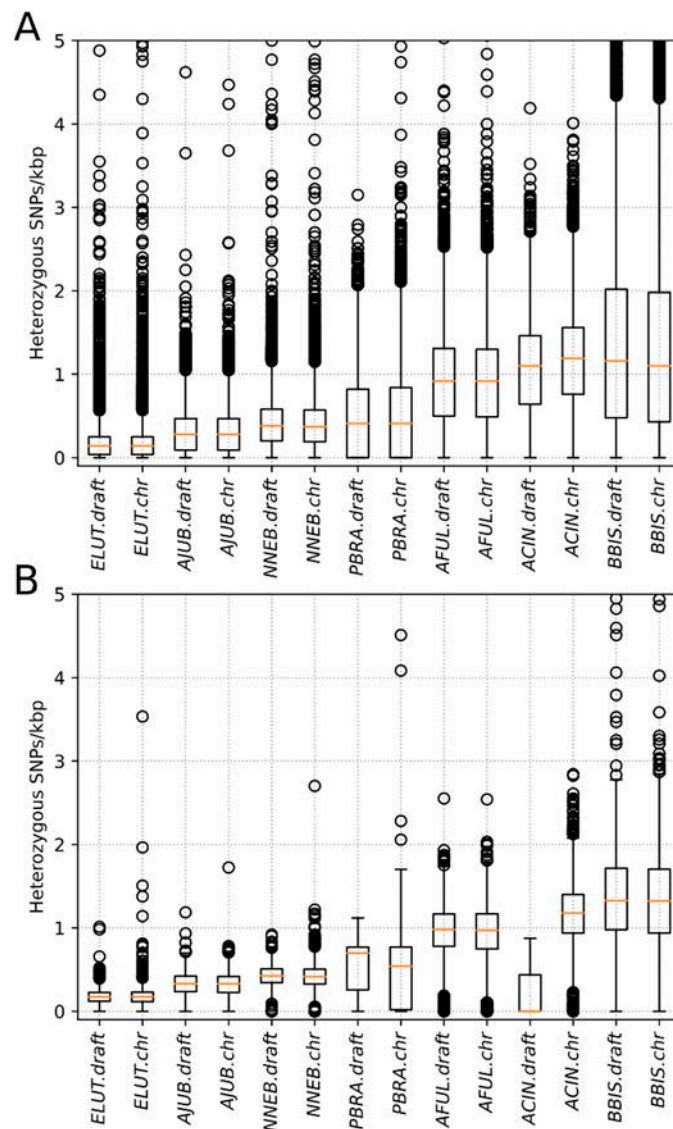 A
Heterozygous SNPs/kbp
5
4
3
2
1
0
ELUT.draft
ELUT.chr
AJUB.draft
AJUB.chr
NNEB.draft
NNEB.chr
PBRA.draft
PBRA.chr
AFUL.draft
AFUL.chr
ACIN.draft
ACIN.chr
BBIS.draft
BBIS.chr
B
Heterozygous SNPs/kbp
5
4
3
2
1
0
ELUT.draft
ELUT.chr
AJUB.draft
AJUB.chr
NNEB.draft
NNEB.chr
PBRA.draft
PBRA.chr
AFUL.draft
AFUL.chr
ACIN.draft
ACIN.chr
BBIS.draft
BBIS.chr